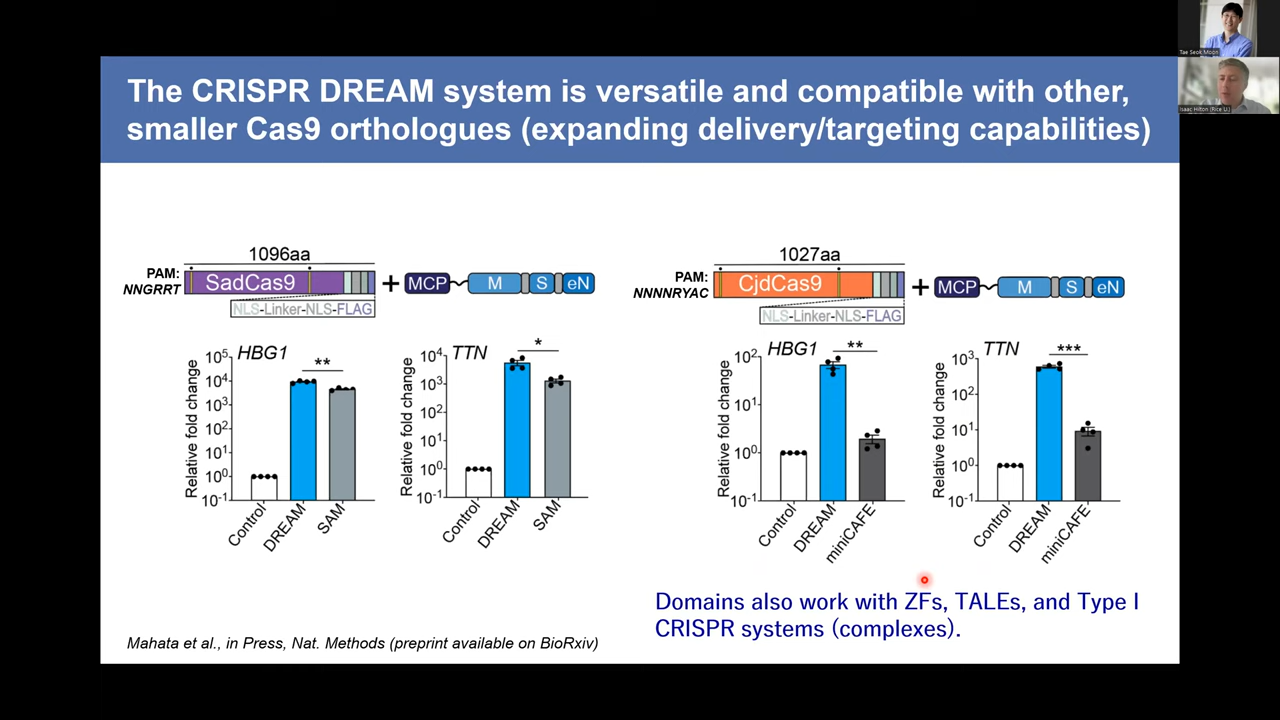 The CRISPR DREAM system is versatile and compatible with other,
smaller Cas9 orthologues (expanding delivery/targeting capabilities)
Tae Seok Moon
Isaac Hilton (Rice U.)
1096aa
PAM:
NNGRRT
SadCas9
+
MCP
M
S
eN
NLS-Linker-NLS-FLAG
HBG1
**
Relative fold change
10^5
10^4
10^3
10^2
10^1
10^0
10^-1
Control
DREAM
SAM
TTN
*
Relative fold change
10^4
10^3
10^2
10^1
10^0
10^-1
Control
DREAM
SAM
1027aa
PAM:
NNNNRYAC
CjdCas9
+
MCP
M
S
eN
NLS-Linker-NLS-FLAG
HBG1
**
Relative fold change
10^2
10^1
10^0
10^-1
Control
DREAM
miniCAFE
TTN
***
Relative fold change
10^3
10^2
10^1
10^0
10^-1
Control
DREAM
miniCAFE
Domains also work with ZFs, TALEs, and Type I
CRISPR systems (complexes).
Mahata et al., in Press, Nat. Methods (preprint available on BioRxiv)